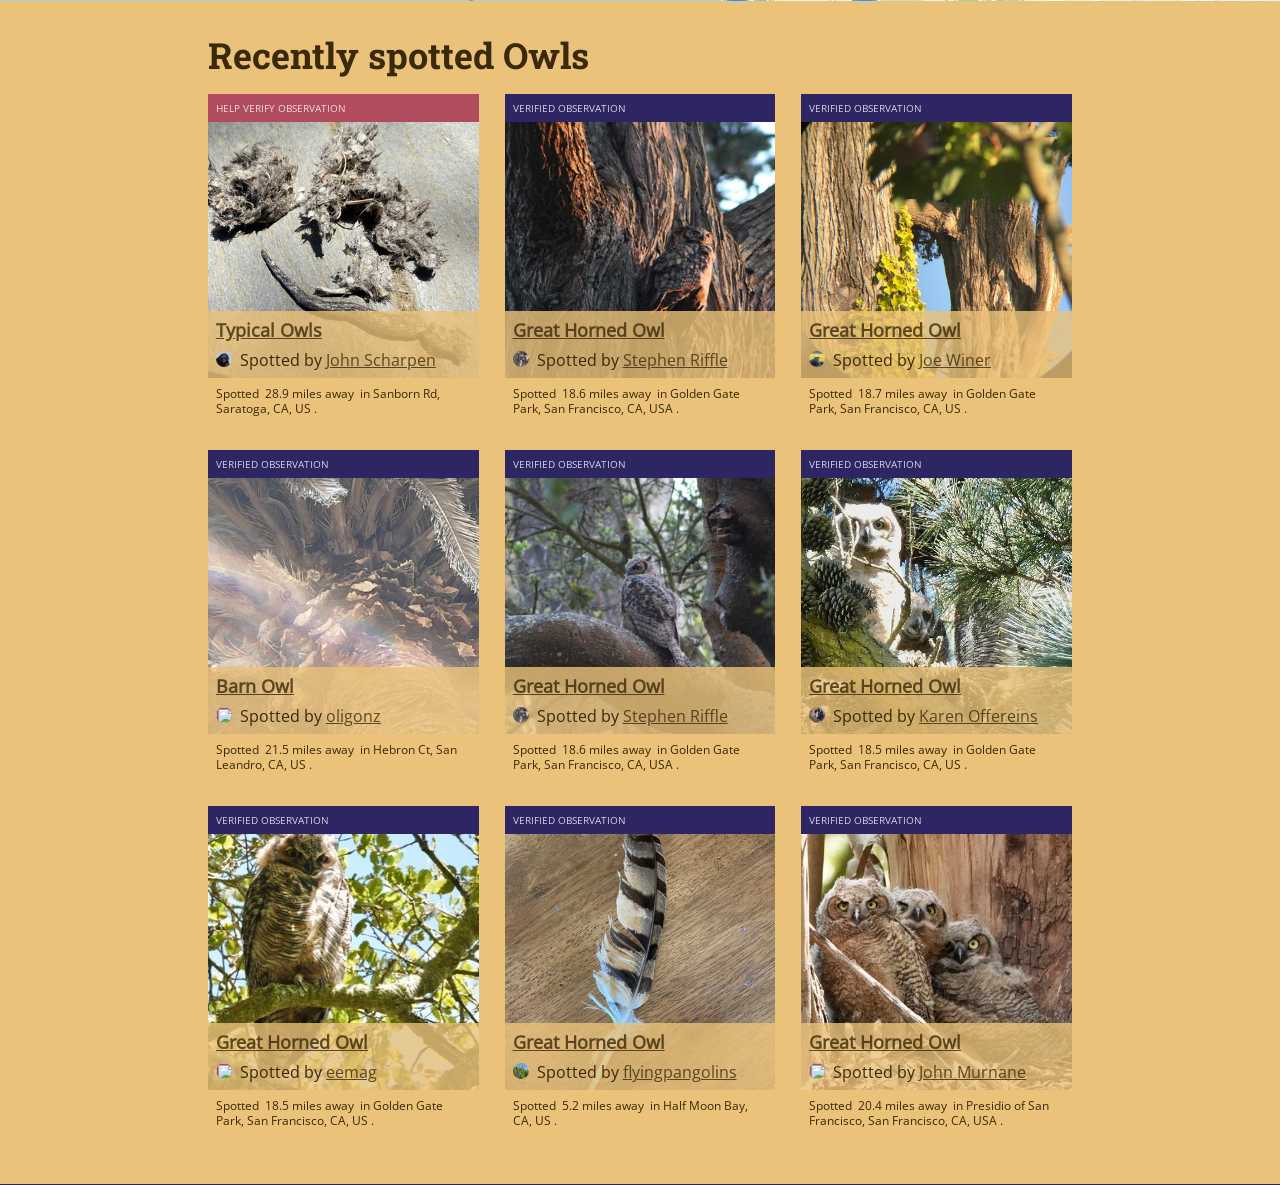 Recently spotted Owls
HELP VERIFY OBSERVATION
Typical Owls
Spotted by John Scharpen
Spotted 28.9 miles away in Sanborn Rd,
Saratoga, CA, US .
VERIFIED OBSERVATION
Great Horned Owl
Spotted by Stephen Riffle
Spotted 18.6 miles away in Golden Gate
Park, San Francisco, CA, USA .
VERIFIED OBSERVATION
Great Horned Owl
Spotted by Joe Winer
Spotted 18.7 miles away in Golden Gate
Park, San Francisco, CA, US .
VERIFIED OBSERVATION
Barn Owl
Spotted by oligonz
Spotted 21.5 miles away in Hebron Ct, San
Leandro, CA, US .
VERIFIED OBSERVATION
Great Horned Owl
Spotted by Stephen Riffle
Spotted 18.6 miles away in Golden Gate
Park, San Francisco, CA, USA .
VERIFIED OBSERVATION
Great Horned Owl
Spotted by Karen Offereins
Spotted 18.5 miles away in Golden Gate
Park, San Francisco, CA, US .
VERIFIED OBSERVATION
Great Horned Owl
Spotted by eemag
Spotted 18.5 miles away in Golden Gate
Park, San Francisco, CA, US .
VERIFIED OBSERVATION
Great Horned Owl
Spotted by flyingpangolins
Spotted 5.2 miles away in Half Moon Bay,
CA, US .
VERIFIED OBSERVATION
Great Horned Owl
Spotted by John Murnane
Spotted 20.4 miles away in Presidio of San
Francisco, San Francisco, CA, USA .